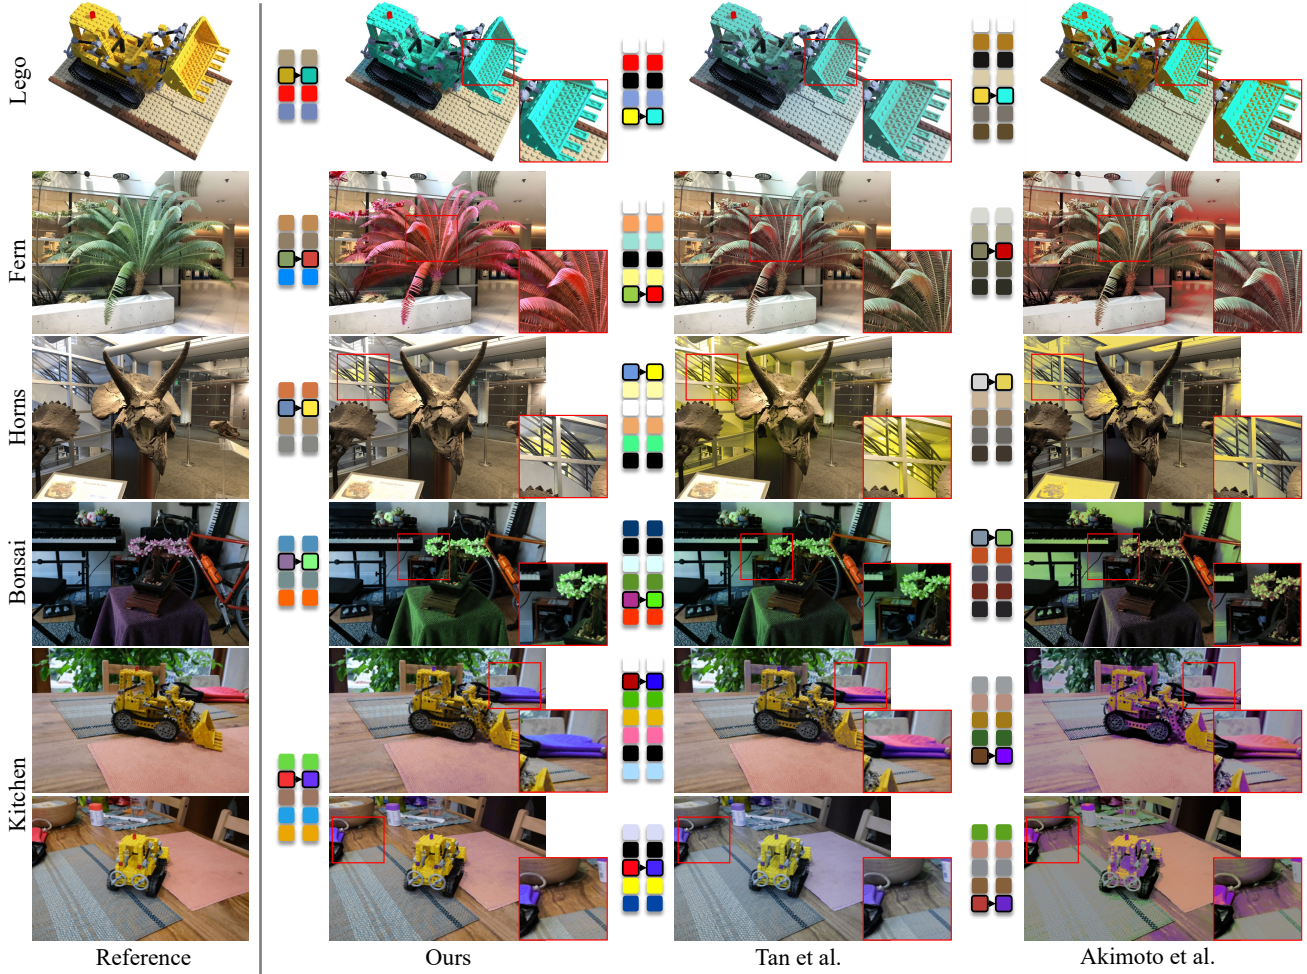 Lego
Fern
Horns
Bonsai
Kitchen
Reference
Ours
Tan et al.
Akimoto et al.